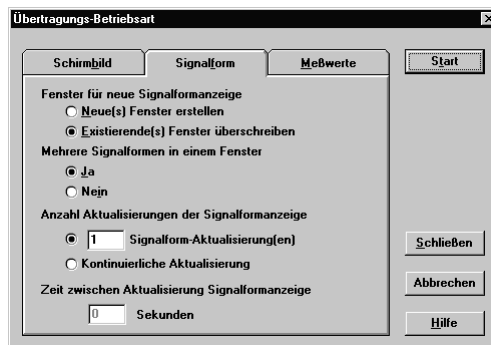 Übertragungs-Betriebsart
Schirmbild Signalform Meßwerte Start
Fenster für neue Signalformanzeige
Neue(s) Fenster erstellen
Existierende(s) Fenster überschreiben
Mehrere Signalformen in einem Fenster
Ja
Nein
Anzahl Aktualisierungen der Signalformanzeige
1 Signalform-Aktualisierung(en)
Schließen
Kontinuierliche Aktualisierung
Abbrechen
Zeit zwischen Aktualisierung Signalformanzeige
0 Sekunden
Hilfe